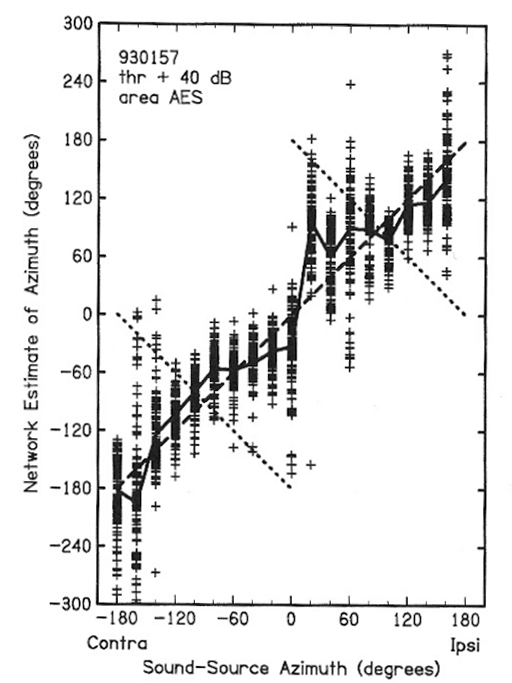 300
930157
thr + 40 dB
area AES
240
180
120
60
0
−60
−120
−180
−240
−300
Network Estimate of Azimuth (degrees)
−180 −120 −60 0 60 120 180
Contra Ipsi
Sound−Source Azimuth (degrees)